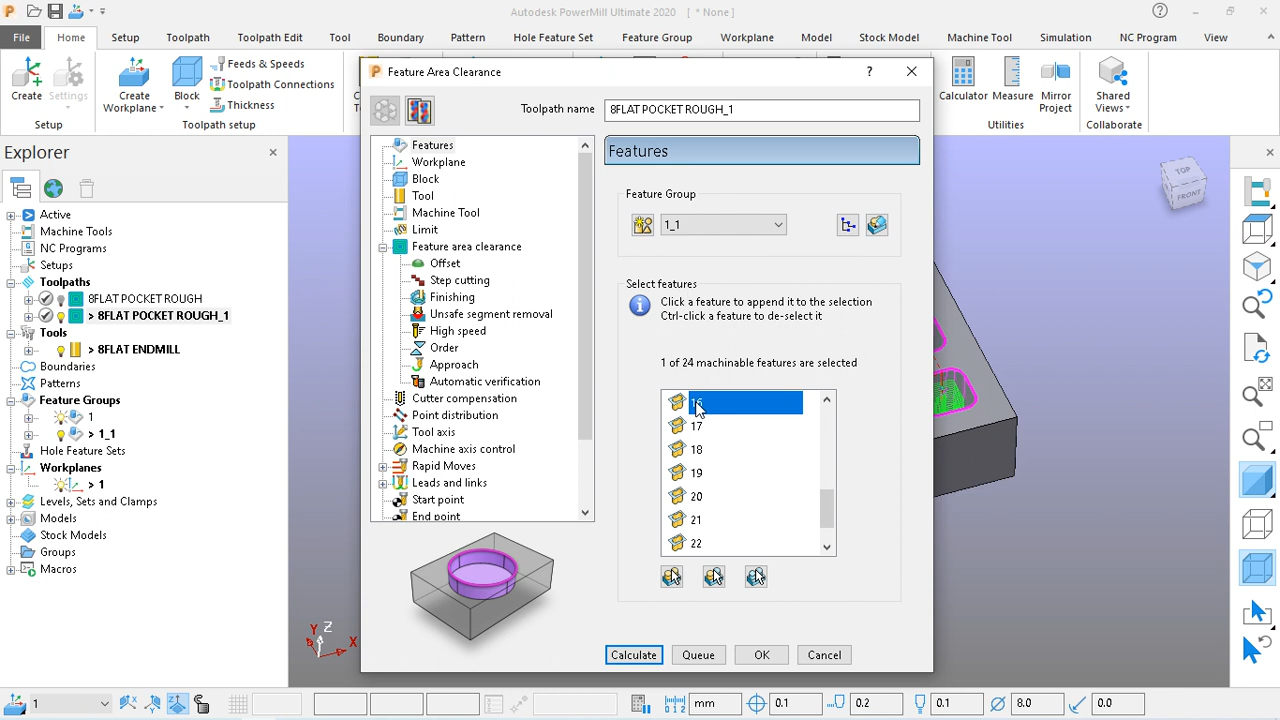 Autodesk PowerMill Ultimate 2020 [ * None ]
File Home Setup Toolpath Toolpath Edit Tool Boundary Pattern Hole Feature Set Feature Group Workplane Model Stock Model Machine Tool Simulation NC Program View
Create
Settings
Setup
Create
Workplane
Block
Feeds & Speeds
Toolpath Connections
Thickness
Toolpath setup
Calculator
Measure
Mirror
Project
Utilities
Shared
Views
Collaborate
Explorer
Active
Machine Tools
NC Programs
Setups
Toolpaths
8FLAT POCKET ROUGH
> 8FLAT POCKET ROUGH_1
Tools
> 8FLAT ENDMILL
Boundaries
Patterns
Feature Groups
1
> 1_1
Hole Feature Sets
Workplanes
> 1
Levels, Sets and Clamps
Models
Stock Models
Groups
Macros
Feature Area Clearance
?
Toolpath name 8FLAT POCKET ROUGH_1
Features
Workplane
Block
Tool
Machine Tool
Limit
Feature area clearance
Offset
Step cutting
Finishing
Unsafe segment removal
High speed
Order
Approach
Automatic verification
Cutter compensation
Point distribution
Tool axis
Machine axis control
Rapid Moves
Leads and links
Start point
End point
Features
Feature Group
1_1
Select features
Click a feature to append it to the selection
Ctrl-click a feature to de-select it
1 of 24 machinable features are selected
16
17
18
19
20
21
22
Calculate Queue OK Cancel
TOP
FRONT
Y Z X
1 mm 0.1 0.2 0.1 8.0 0.0